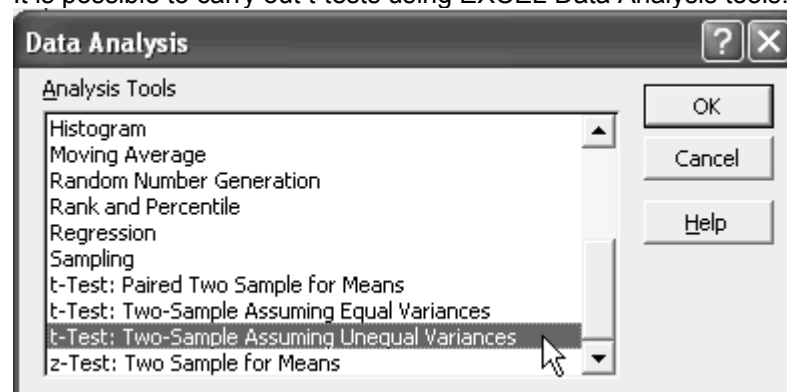 It is possible to carry out t-tests using EXCEL Data Analysis tools.
Data Analysis
Analysis Tools
Histogram
Moving Average
Random Number Generation
Rank and Percentile
Regression
Sampling
t-Test: Paired Two Sample for Means
t-Test: Two-Sample Assuming Equal Variances
t-Test: Two-Sample Assuming Unequal Variances
z-Test: Two Sample for Means
OK
Cancel
Help